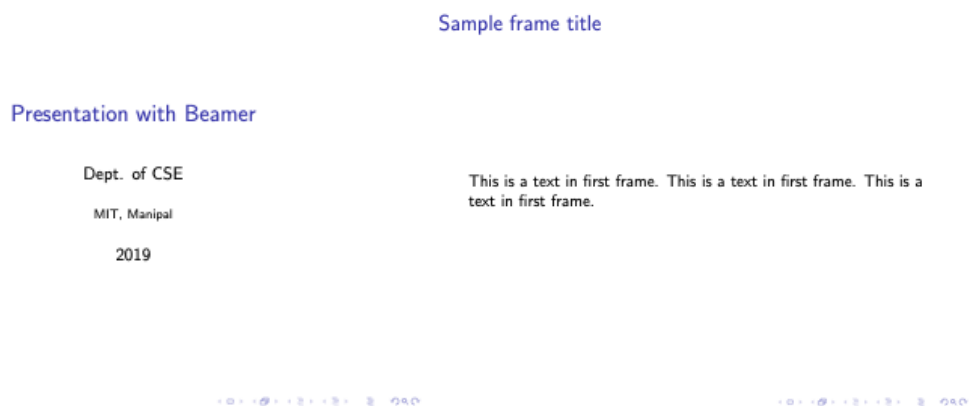 Presentation with Beamer
Dept. of CSE
MIT, Manipal
2019
Sample frame title
This is a text in first frame. This is a text in first frame. This is a
text in first frame.